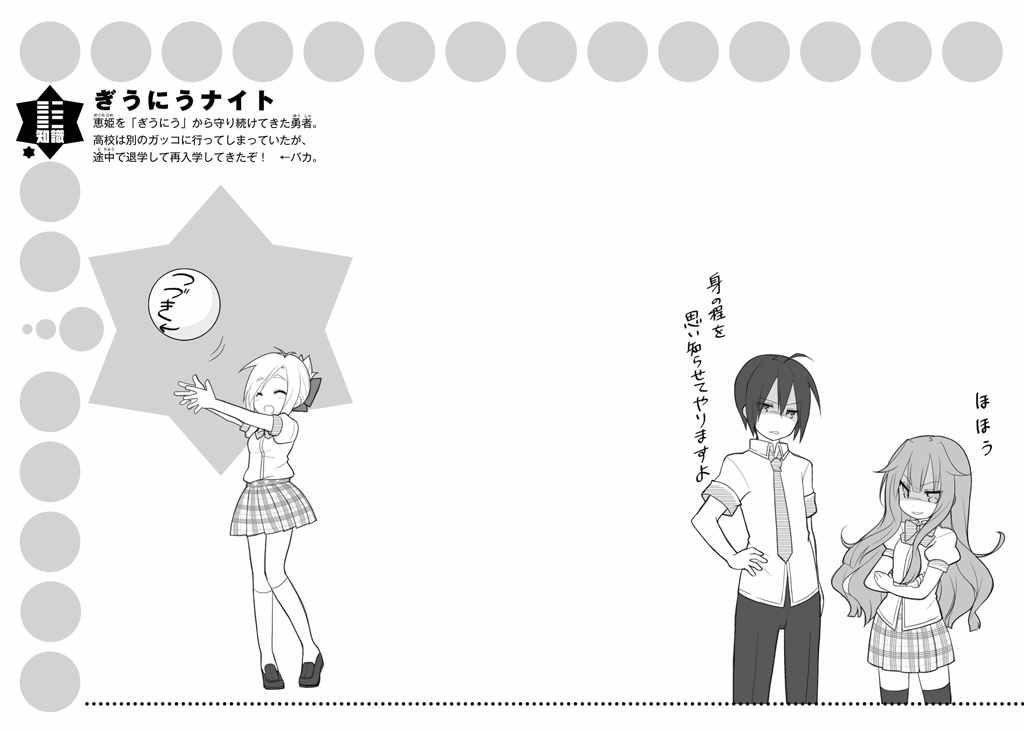 ミニ知識
ぎうにうナイト
恵姫を「ぎうにう」から守り続けてきた勇者。
高校は別のガッコに行ってしまっていたが、
途中で退学して再入学してきたぞ！　←バカ。
つづく
身の程を
思い知らせてやりますよ
ほほう